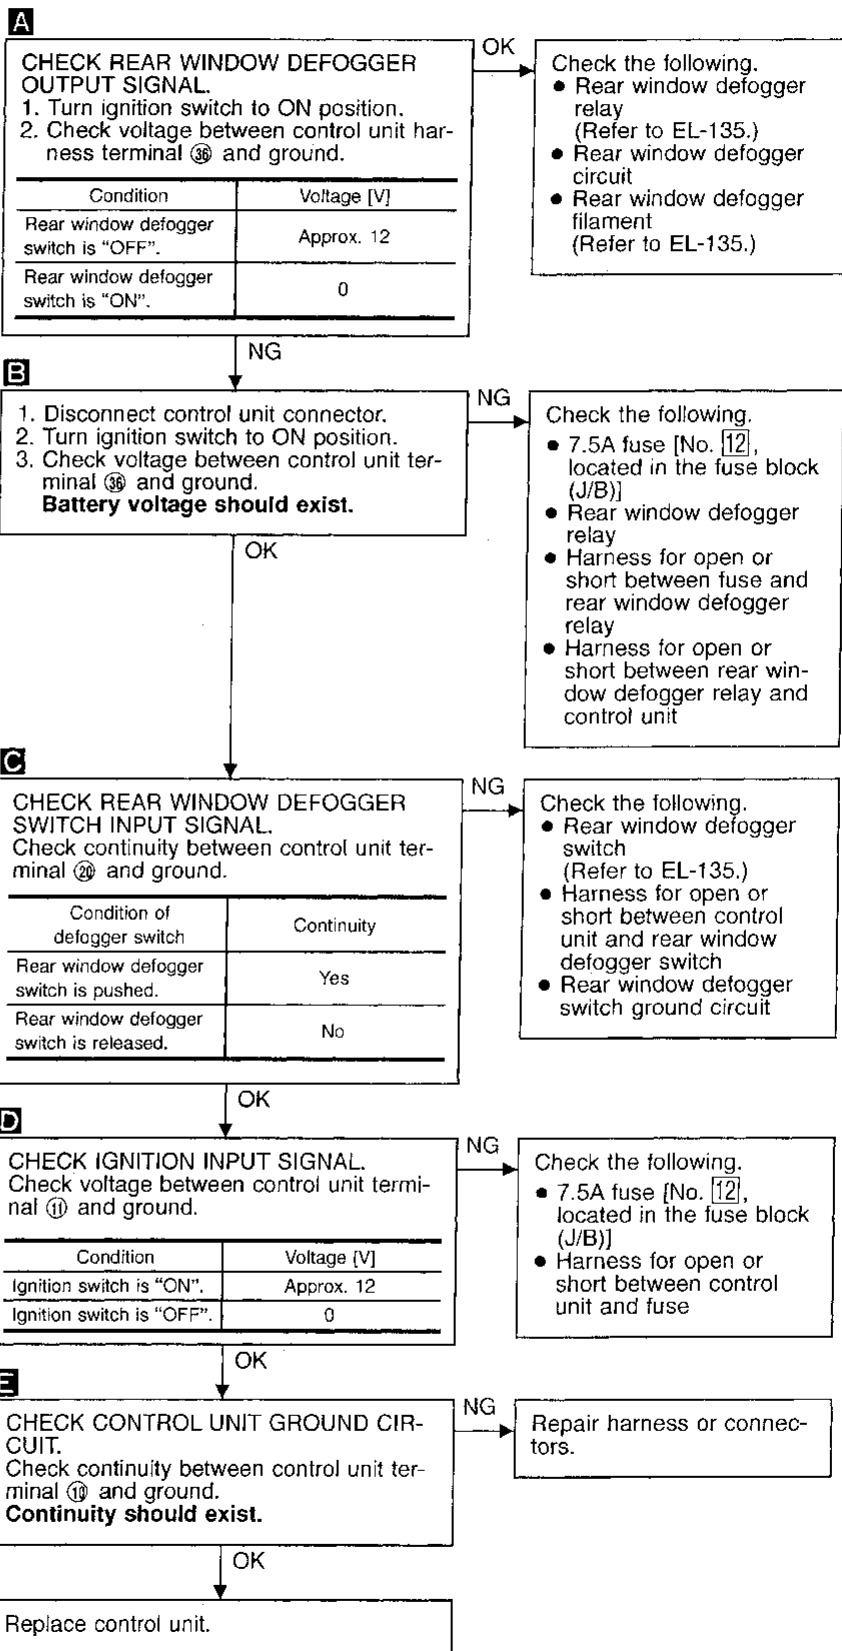 A
CHECK REAR WINDOW DEFOGGER
OUTPUT SIGNAL.
1. Turn ignition switch to ON position.
2. Check voltage between control unit har-
ness terminal ㊱ and ground.
Condition
Voltage [V]
Rear window defogger
switch is "OFF".
Approx. 12
Rear window defogger
switch is "ON".
0
OK
Check the following.
● Rear window defogger
relay
(Refer to EL-135.)
● Rear window defogger
circuit
● Rear window defogger
filament
(Refer to EL-135.)
NG
B
1. Disconnect control unit connector.
2. Turn ignition switch to ON position.
3. Check voltage between control unit ter-
minal ㊱ and ground.
Battery voltage should exist.
NG
Check the following.
● 7.5A fuse [No. 12,
located in the fuse block
(J/B)]
● Rear window defogger
relay
● Harness for open or
short between fuse and
rear window defogger
relay
● Harness for open or
short between rear win-
dow defogger relay and
control unit
OK
C
CHECK REAR WINDOW DEFOGGER
SWITCH INPUT SIGNAL.
Check continuity between control unit ter-
minal ⑳ and ground.
Condition of
defogger switch
Continuity
Rear window defogger
switch is pushed.
Yes
Rear window defogger
switch is released.
No
NG
Check the following.
● Rear window defogger
switch
(Refer to EL-135.)
● Harness for open or
short between control
unit and rear window
defogger switch
● Rear window defogger
switch ground circuit
OK
D
CHECK IGNITION INPUT SIGNAL.
Check voltage between control unit termi-
nal ⑪ and ground.
Condition
Voltage [V]
Ignition switch is "ON".
Approx. 12
Ignition switch is "OFF".
0
NG
Check the following.
● 7.5A fuse [No. 12,
located in the fuse block
(J/B)]
● Harness for open or
short between control
unit and fuse
OK
E
CHECK CONTROL UNIT GROUND CIR-
CUIT.
Check continuity between control unit ter-
minal ⑩ and ground.
Continuity should exist.
NG
Repair harness or connec-
tors.
OK
Replace control unit.